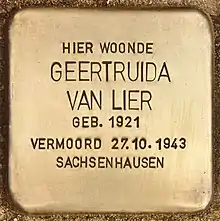 HIER WOONDE
GEERTRUIDA
VAN LIER
GEB. 1921
VERMOORD 27.10.1943
SACHSENHAUSEN